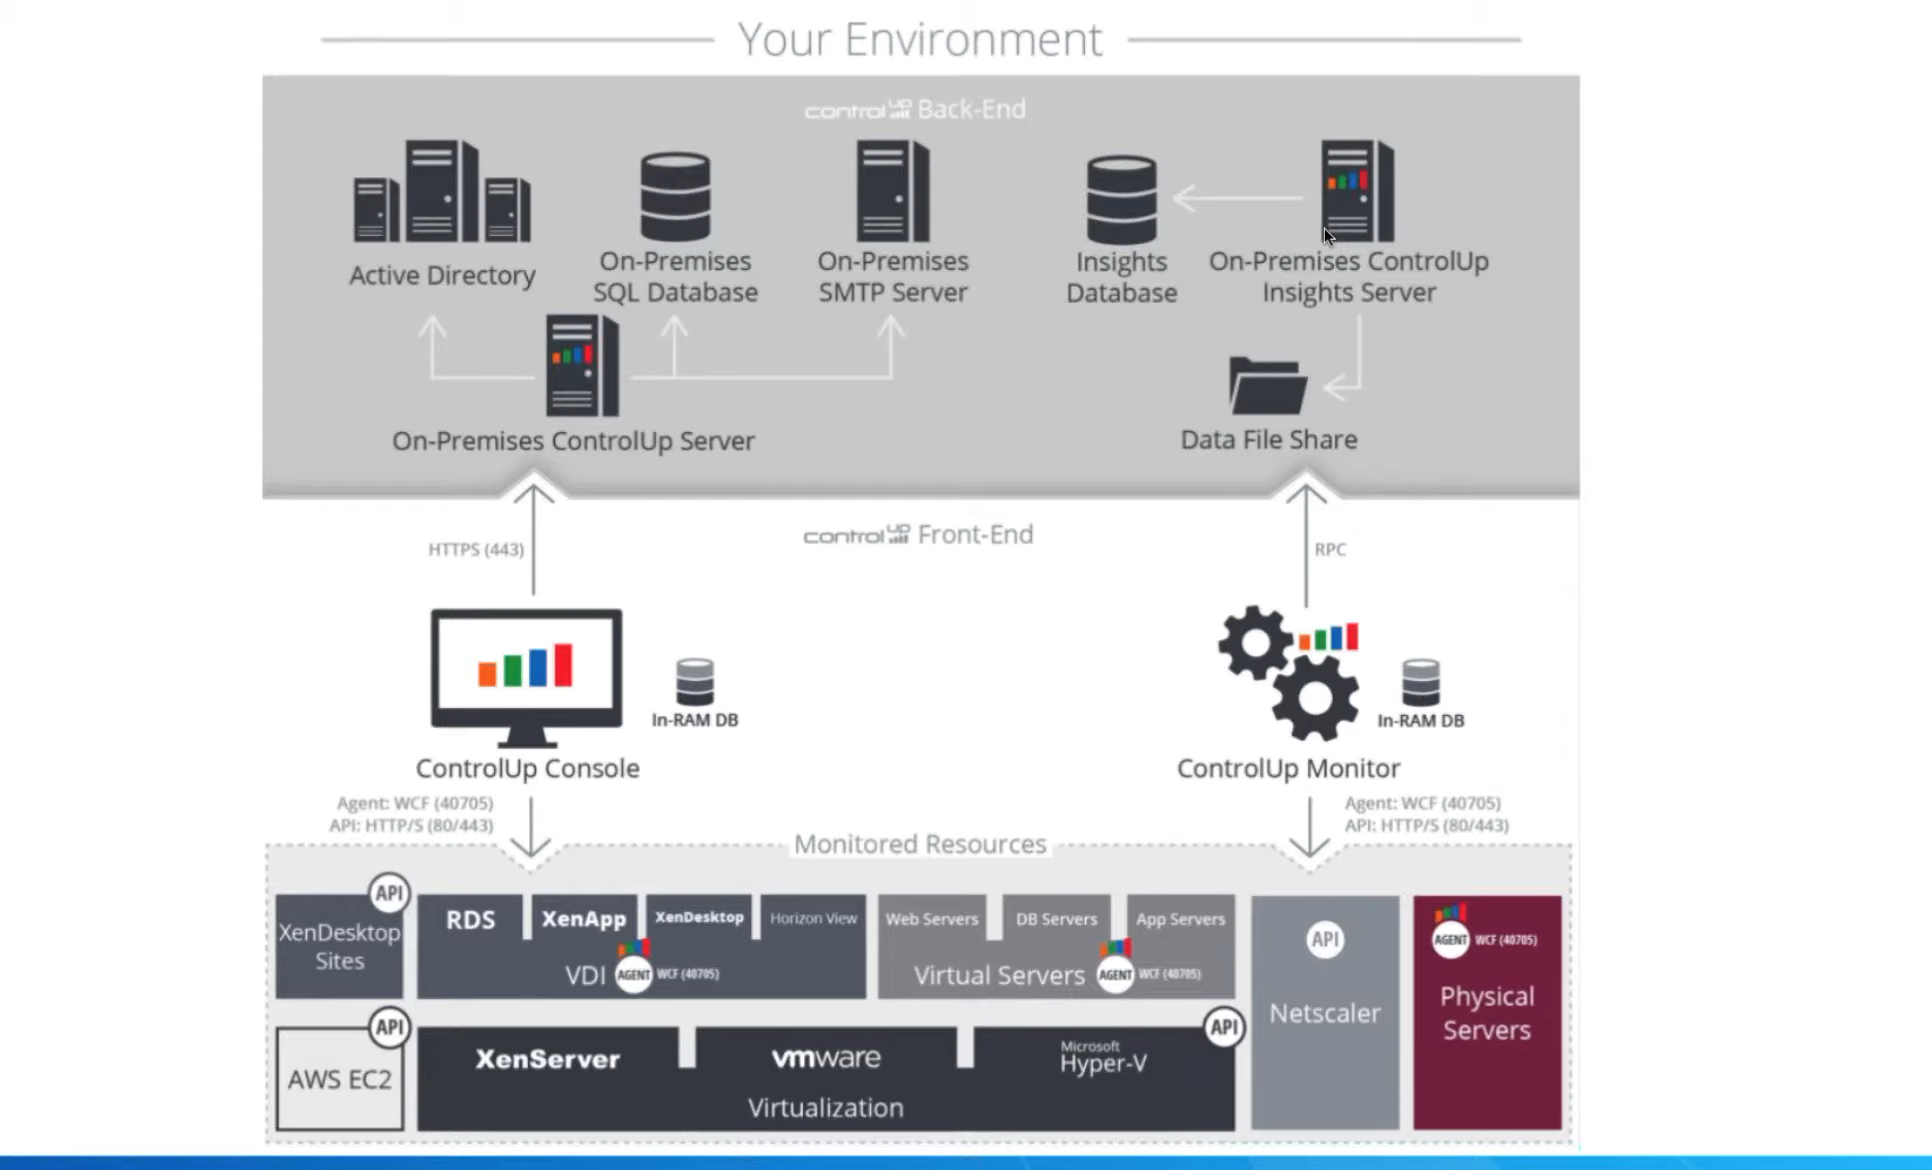 Your Environment
controlUP Back-End
Active Directory
On-Premises
SQL Database
On-Premises
SMTP Server
Insights
Database
On-Premises ControlUp
Insights Server
On-Premises ControlUp Server
Data File Share
HTTPS (443)
controlUP Front-End
RPC
In-RAM DB
In-RAM DB
ControlUp Console
ControlUp Monitor
Agent: WCF (40705)
API: HTTP/S (80/443)
Agent: WCF (40705)
API: HTTP/S (80/443)
Monitored Resources
API
XenDesktop
Sites
RDS
XenApp
XenDesktop
Horizon View
VDI
AGENT
WCF (40705)
Web Servers
DB Servers
App Servers
Virtual Servers
AGENT
WCF (40705)
API
Netscaler
AGENT
WCF (40705)
Physical
Servers
API
AWS EC2
XenServer
vmware
Microsoft
Hyper-V
API
Virtualization